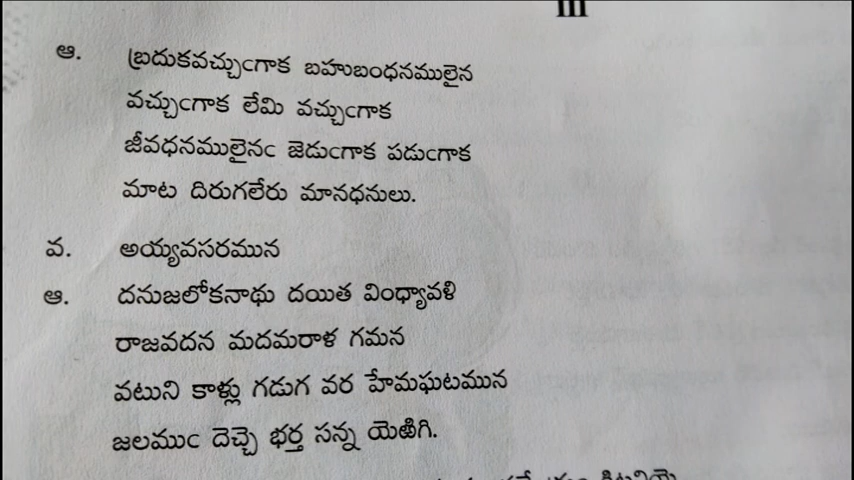 III
ఆ. బ్రదుకవచ్చుఁగాక బహుబంధనములైన
వచ్చుఁగాక లేమి వచ్చుఁగాక
జీవధనములైనఁ జెడుఁగాక పడుఁగాక
మాట దిరుగలేరు మానధనులు.
వ. అయ్యవసరమున
ఆ. దనుజలోకనాథు దయిత వింధ్యావళి
రాజవదన మదమరాళ గమన
వటుని కాళ్లు గడుగ వర హేమఘటమున
జలముఁ దెచ్చె భర్త సన్న యెఱిగి.